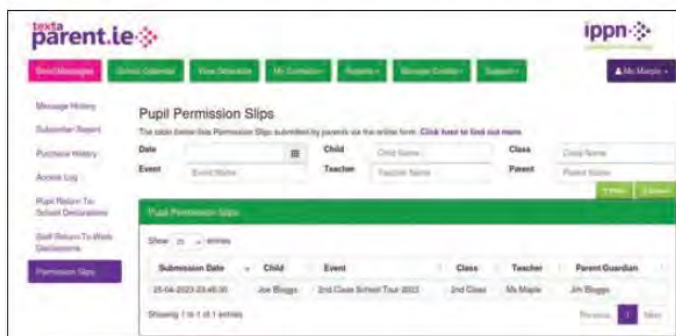 texta
parent.ie
ippn
Send Messages School Calendar View Calendar My Contacts Reports Manage Contact Support Ms Maple
Message History
Subscriber Report
Purchase History
Access Log
Pupil Return To
School Declarations
Staff Return To Work
Declarations
Permission Slips
Pupil Permission Slips
The table below lists Permission Slips submitted by parents via the online form. Click here to find out more.
Date Child Child Name Class Class Name
Event Event Name Teacher Teacher Name Parent Parent Name
Filter
Pupil Permission Slips
Show 25 entries
Submission Date Child Event Class Teacher Parent Guardian
25-04-2023 23:46:30 Joe Bloggs 2nd Class School Tour 2023 2nd Class Ms Maple Jim Bloggs
Showing 1 to 1 of 1 entries
Previous 1 Next